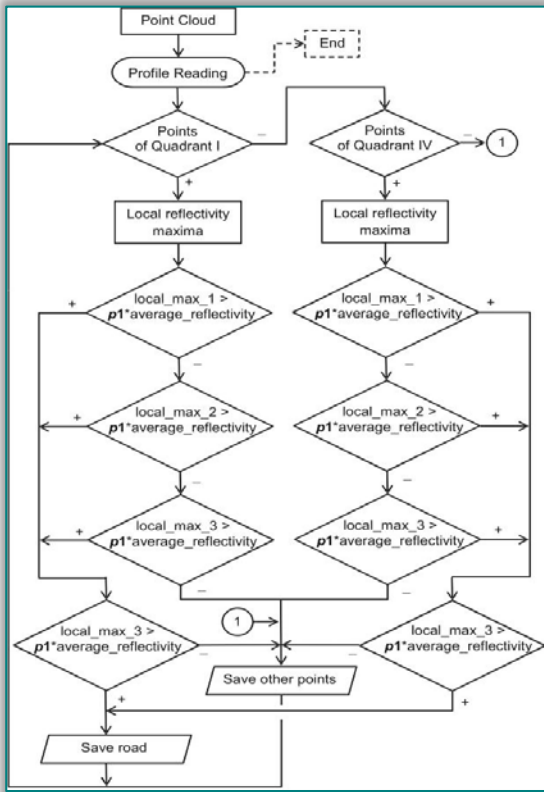 Point Cloud
End
Profile Reading
Points
of Quadrant I
–
Points
of Quadrant IV
–
1
+
+
Local reflectivity
maxima
Local reflectivity
maxima
+
local_max_1 >
p1*average_reflectivity
local_max_1 >
p1*average_reflectivity
+
–
–
+
local_max_2 >
p1*average_reflectivity
local_max_2 >
p1*average_reflectivity
+
–
–
+
local_max_3 >
p1*average_reflectivity
local_max_3 >
p1*average_reflectivity
+
–
–
1
local_max_3 >
p1*average_reflectivity
–
local_max_3 >
p1*average_reflectivity
–
Save other points
+
+
Save road